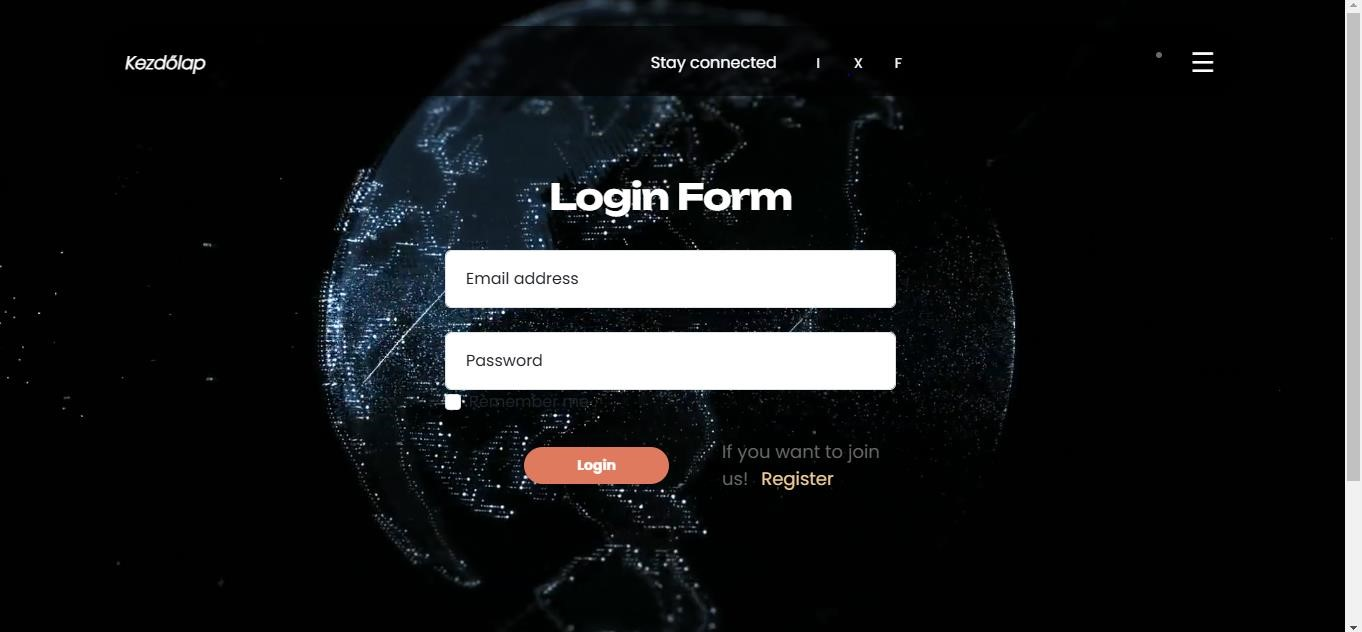 Kezdőlap
Stay connected I X F
Login Form
Email address
Password
Remember me
Login
If you want to join
us! Register